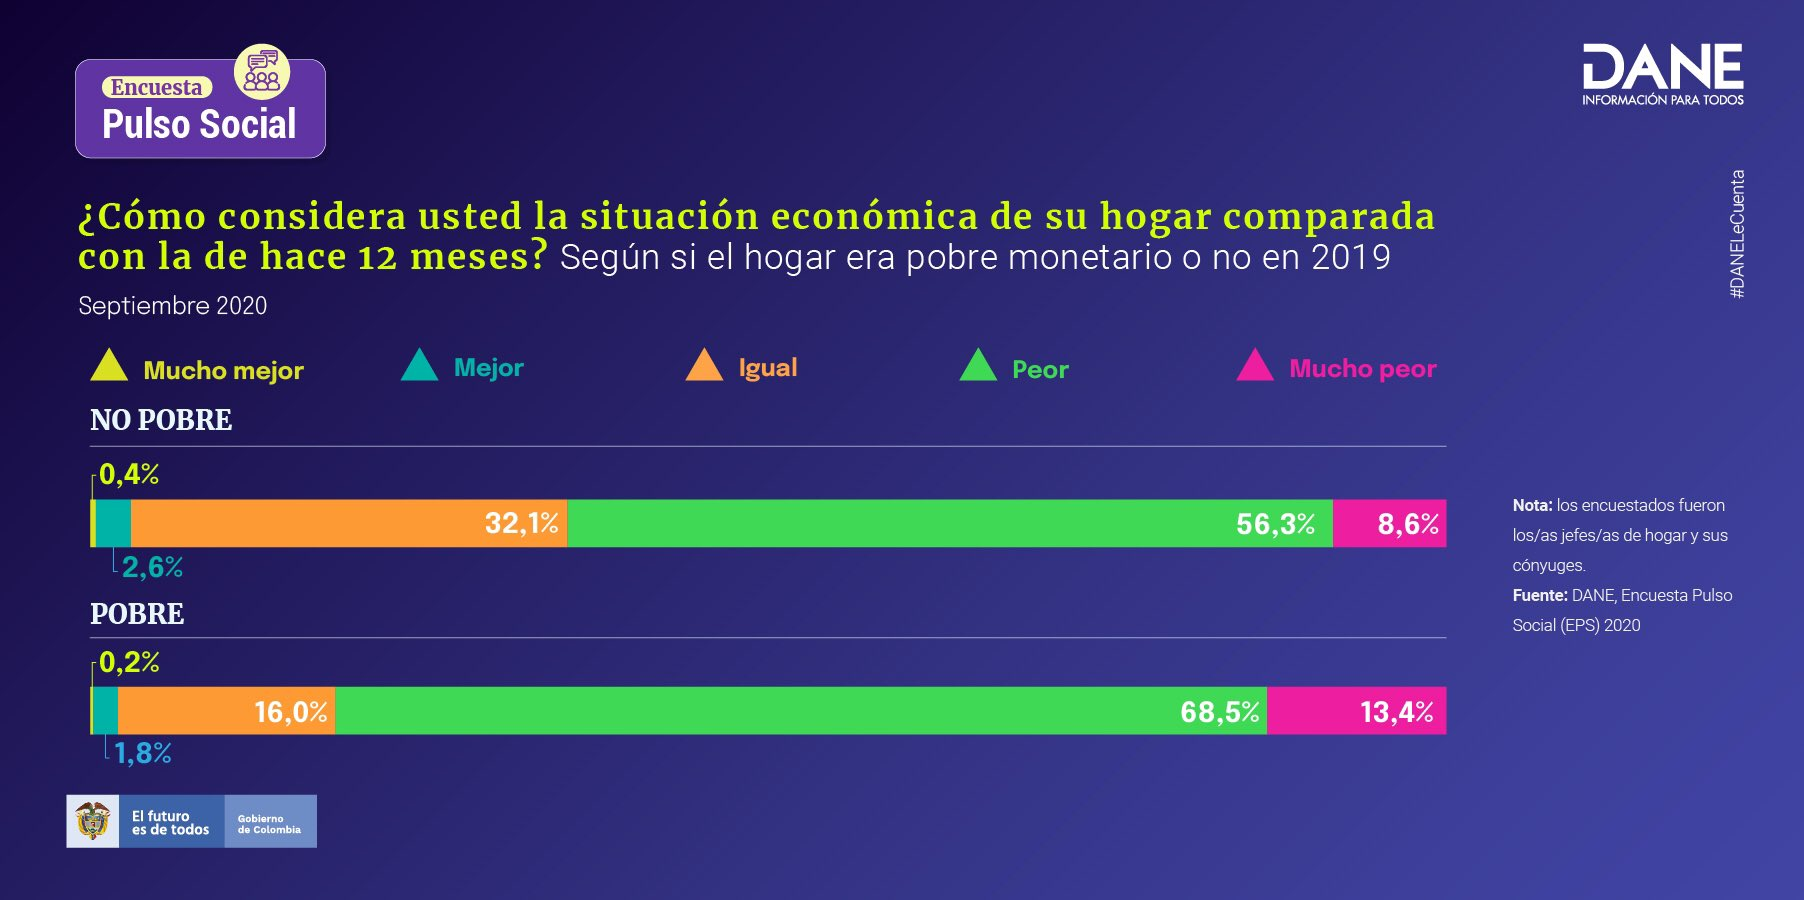 Encuesta
Pulso Social
DANE
INFORMACIÓN PARA TODOS
#DANELeCuenta
¿Cómo considera usted la situación económica de su hogar comparada
con la de hace 12 meses? Según si el hogar era pobre monetario o no en 2019
Septiembre 2020
Mucho mejor
Mejor
Igual
Peor
Mucho peor
NO POBRE
0,4%
32,1%
56,3%
8,6%
2,6%
POBRE
0,2%
16,0%
68,5%
13,4%
1,8%
Nota: los encuestados fueron
los/as jefes/as de hogar y sus
cónyuges.
Fuente: DANE, Encuesta Pulso
Social (EPS) 2020
El futuro
es de todos
Gobierno
de Colombia